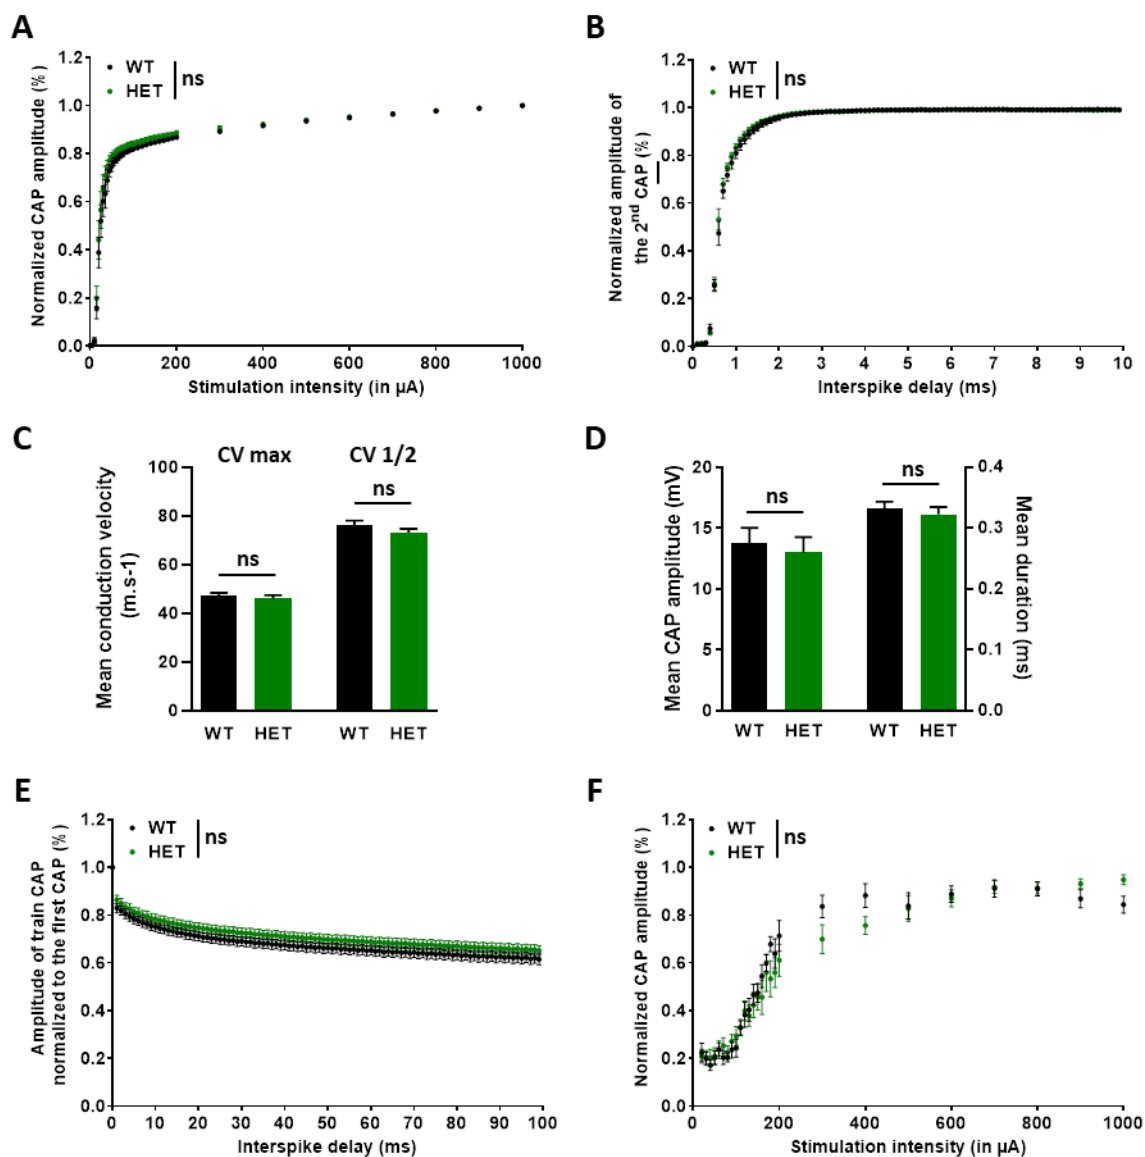 A
Normalized CAP amplitude (%)
1.2
1.0
0.8
0.6
0.4
0.2
0.0
WT
HET
ns
0
200
400
600
800
1000
Stimulation intensity (in µA)
B
Normalized amplitude of
the 2nd CAP (%)
1.2
1.0
0.8
0.6
0.4
0.2
0.0
WT
HET
ns
0
1
2
3
4
5
6
7
8
9
10
Interspike delay (ms)
C
Mean conduction velocity
(m.s-1)
100
80
60
40
20
0
CV max
CV 1/2
ns
ns
WT
HET
WT
HET
D
Mean CAP amplitude (mV)
20
15
10
5
0
ns
ns
0.4
0.3
0.2
0.1
0.0
Mean duration (ms)
WT
HET
WT
HET
E
Amplitude of train CAP
normalized to the first CAP (%)
1.2
1.0
0.8
0.6
0.4
0.2
0.0
WT
HET
ns
0
10
20
30
40
50
60
70
80
90
100
Interspike delay (ms)
F
Normalized CAP amplitude (%)
1.2
1.0
0.8
0.6
0.4
0.2
0.0
WT
HET
ns
0
200
400
600
800
1000
Stimulation intensity (in µA)